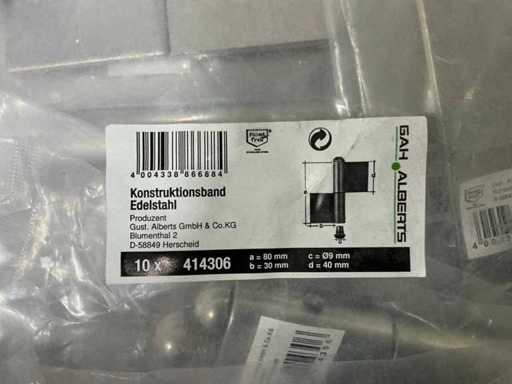 4 004338 666884
Konstruktionsband
Edelstahl
Produzent
Gust. Alberts GmbH & Co.KG
Blumenthal 2
D-58849 Herscheid
10 x 414306
a = 80 mm c = Ø9 mm
b = 30 mm d = 40 mm
GAH ALBERTS